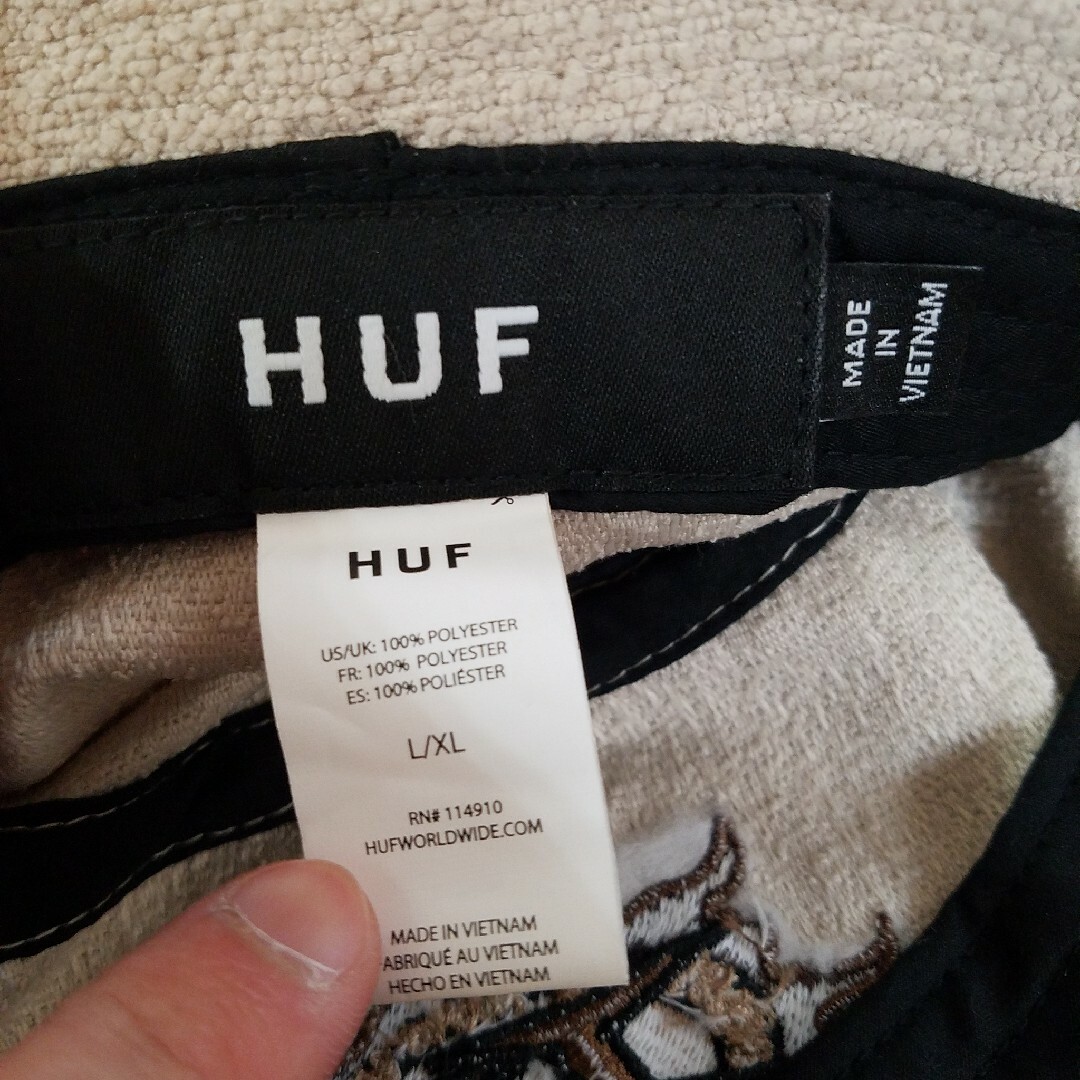 HUF
MADE
IN
VIETNAM
HUF
US/UK: 100% POLYESTER
FR: 100% POLYESTER
ES: 100% POLIÉSTER
L/XL
RN# 114910
HUFWORLDWIDE.COM
MADE IN VIETNAM
ABRIQUÉ AU VIETNAM
HECHO EN VIETNAM